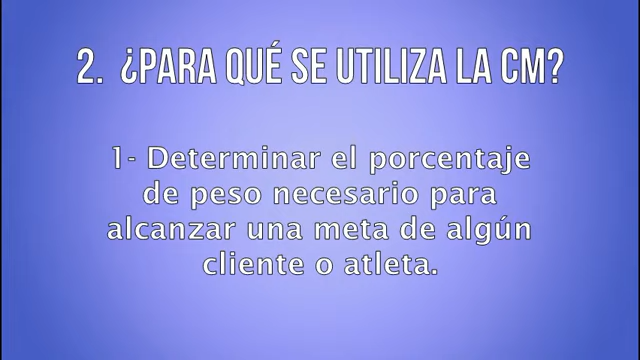 2. ¿PARA QUÉ SE UTILIZA LA CM?
1- Determinar el porcentaje
de peso necesario para
alcanzar una meta de algún
cliente o atleta.